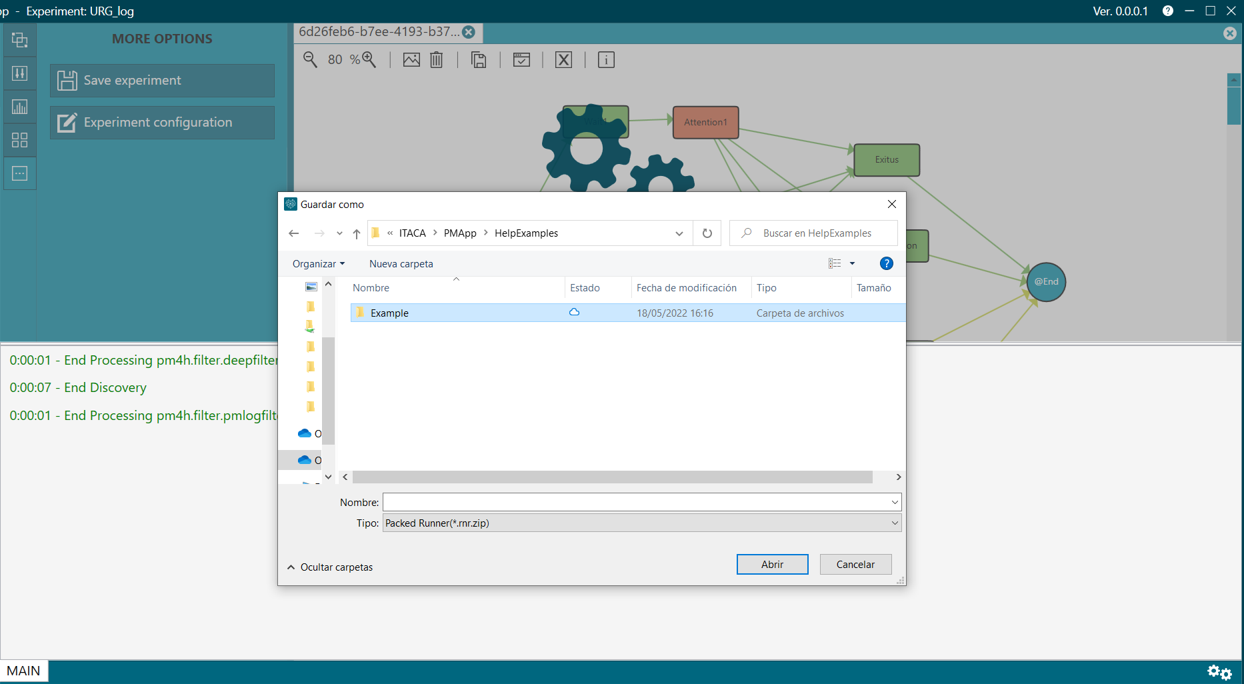 pp - Experiment: URG_log
Ver. 0.0.0.1
MORE OPTIONS
Save experiment
Experiment configuration
6d26feb6-b7ee-4193-b37...
80 %
Attention1
Exitus
on
@End
Guardar como
« ITACA > PMApp > HelpExamples
Buscar en HelpExamples
Organizar
Nueva carpeta
Nombre Estado Fecha de modificación Tipo Tamaño
Example 18/05/2022 16:16 Carpeta de archivos
O
O
Nombre:
Tipo: Packed Runner(*.rnr.zip)
Ocultar carpetas
Abrir
Cancelar
0:00:01 - End Processing pm4h.filter.deepfilter
0:00:07 - End Discovery
0:00:01 - End Processing pm4h.filter.pmlogfilt
MAIN